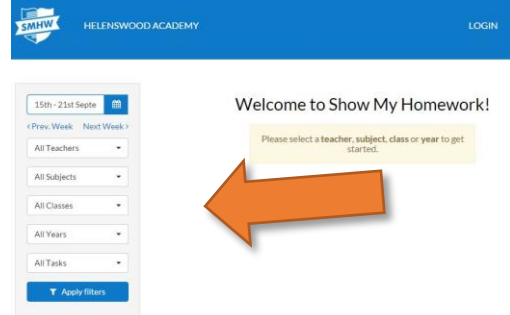 SMHW
HELENSWOOD ACADEMY
LOGIN
15th - 21st Septe
‹Prev. Week Next Week›
All Teachers
All Subjects
All Classes
All Years
All Tasks
Apply filters
Welcome to Show My Homework!
Please select a teacher, subject, class or year to get
started.